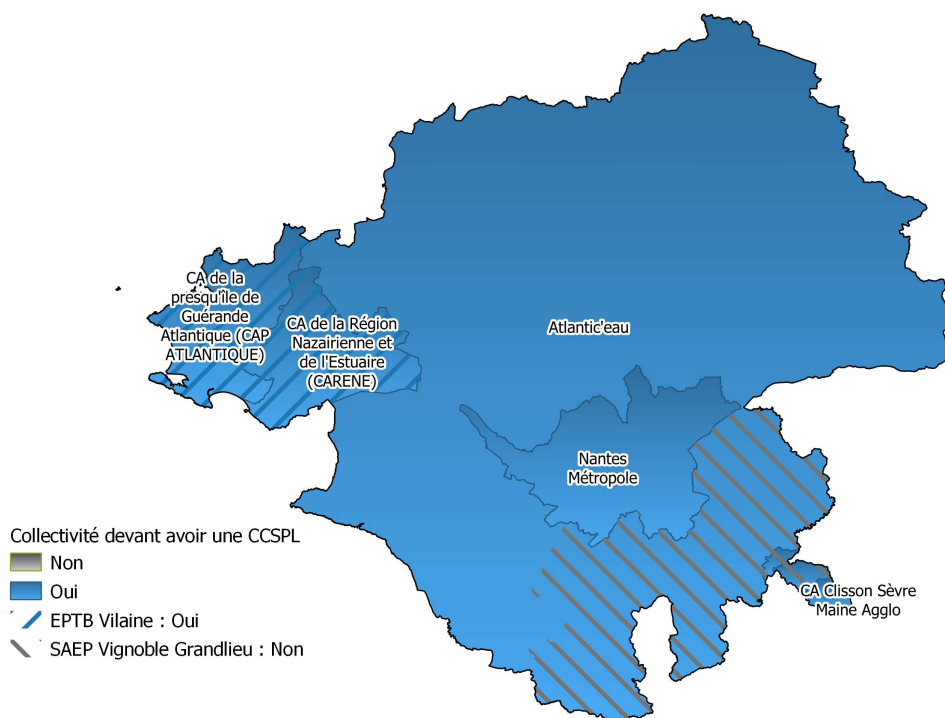 CA de la
presqu'île de
Guérande
Atlantique (CAP
ATLANTIQUE)
CA de la Région
Nazairienne et
de l'Estuaire
(CARENE)
Atlantic'eau
Nantes
Métropole
CA Clisson Sèvre
Maine Agglo
Collectivité devant avoir une CCSPL
Non
Oui
EPTB Vilaine : Oui
SAEP Vignoble Grandlieu : Non